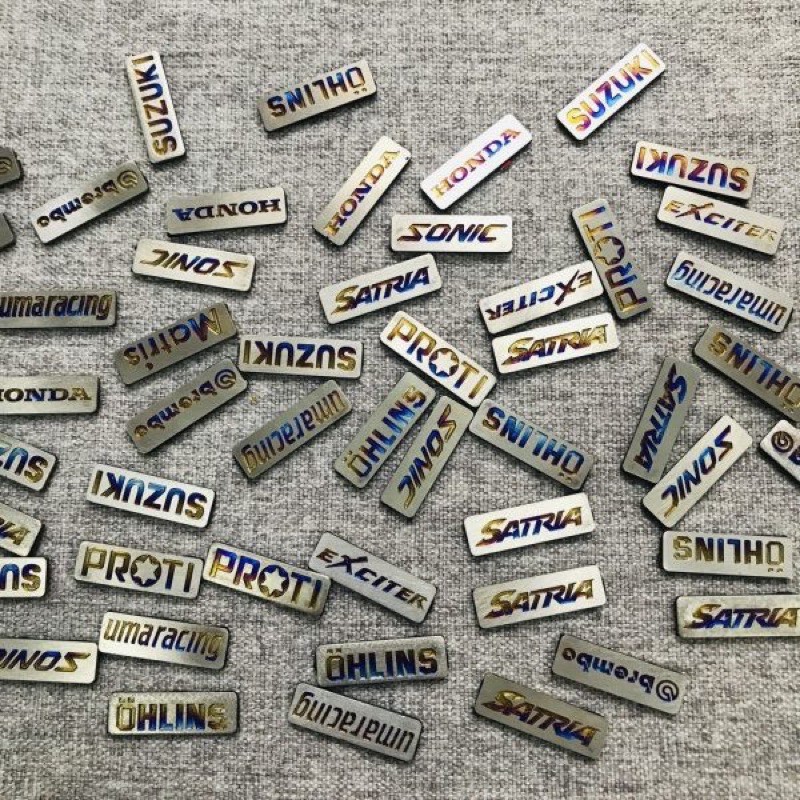 SUZUKI
ÖHLINS
SUZUKI
HONDA
HONDA
SUZUKI
brembo
HONDA
SONIC
EXCITER
PROTI
SONIC
SATRIA
EXCITER
umaracing
umaracing
Matris
SUZUKI
PROTI
SATRIA
ÖHLINS
HONDA
brembo
umaracing
ÖHLINS
SONIC
ÖHLINS
SATRIA
SONIC
SUZUKI
SATRIA
ÖHLINS
PROTI
PROTI
EXCITER
SATRIA
SATRIA
umaracing
SONIC
ÖHLINS
brembo
ÖHLINS
umaracing
SATRIA